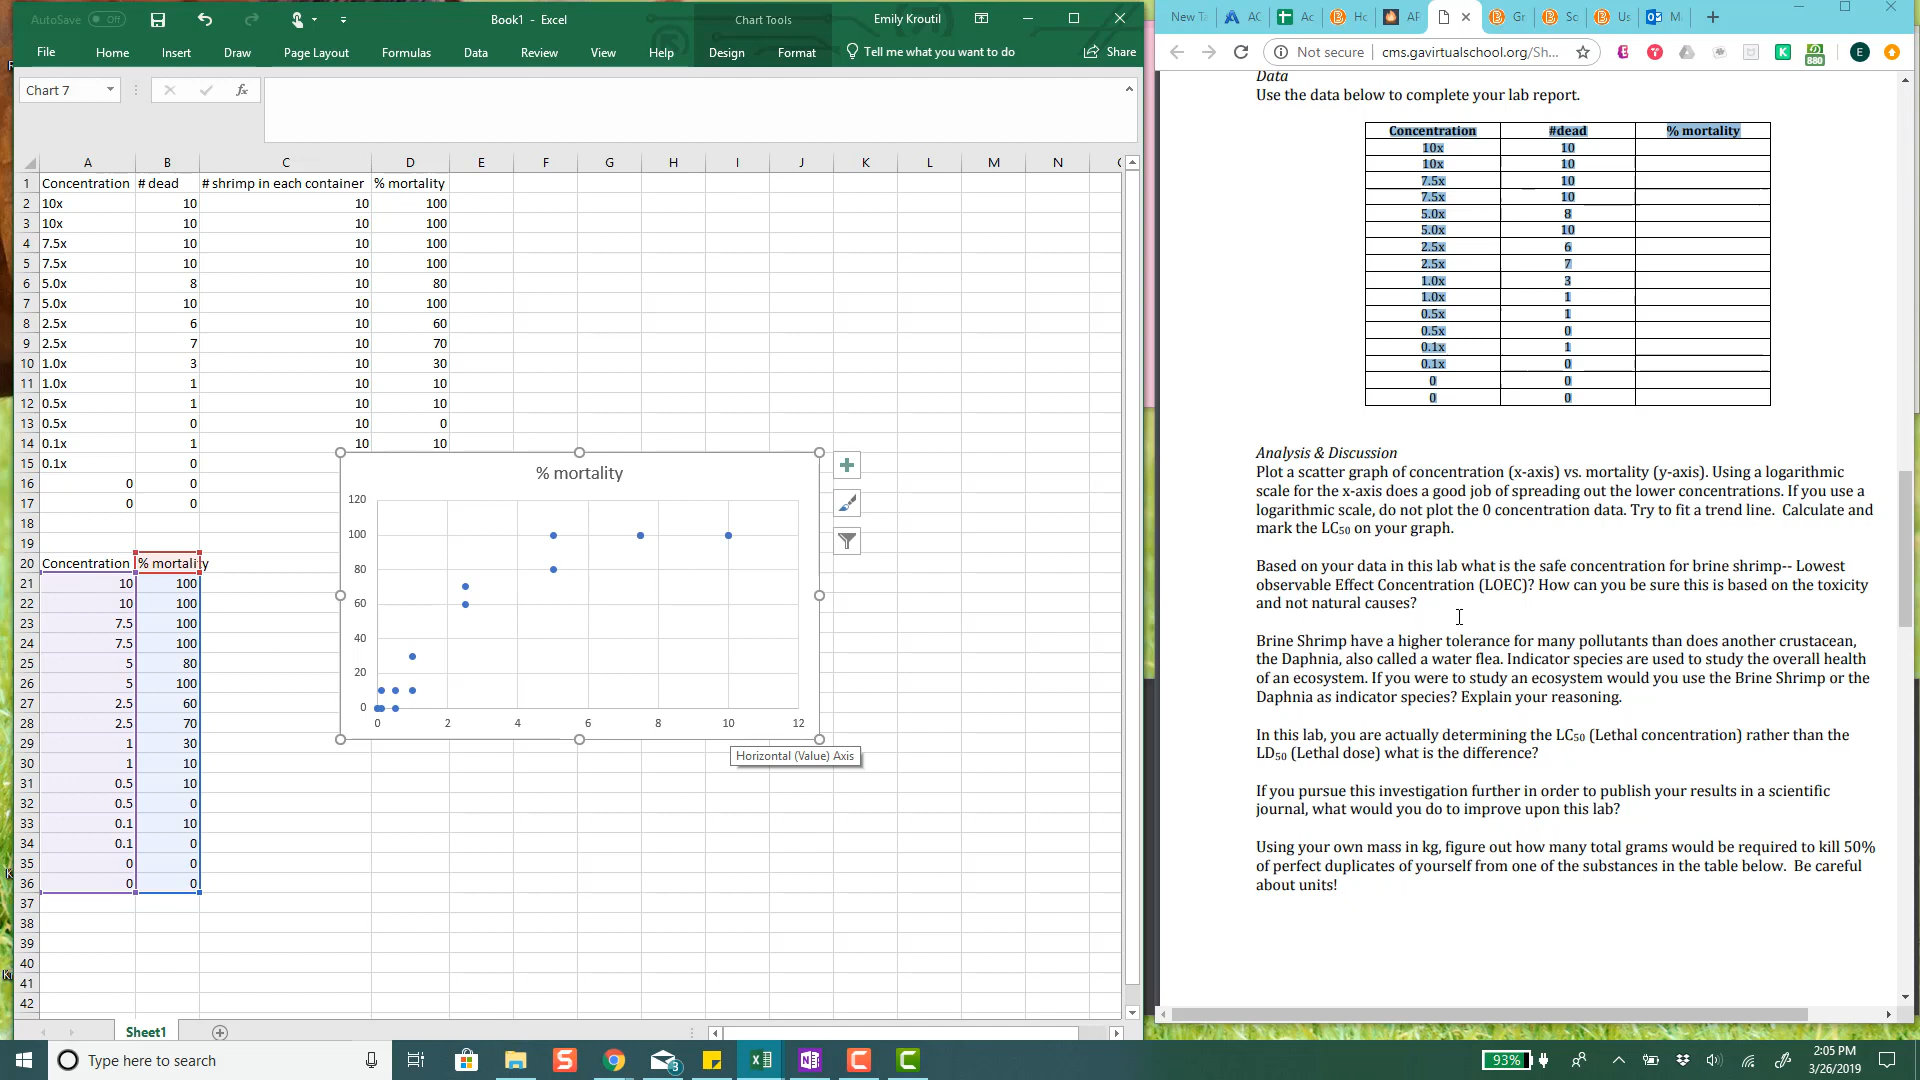 AutoSave Off
Book1 - Excel
Chart Tools
Emily Kroutil
File Home Insert Draw Page Layout Formulas Data Review View Help Design Format Tell me what you want to do Share
Chart 7
fx
A B C D E F G H I J K L M N
1 Concentration # dead # shrimp in each container % mortality
2 10x 10 10 100
3 10x 10 10 100
4 7.5x 10 10 100
5 7.5x 10 10 100
6 5.0x 8 10 80
7 5.0x 10 10 100
8 2.5x 6 10 60
9 2.5x 7 10 70
10 1.0x 3 10 30
11 1.0x 1 10 10
12 0.5x 1 10 10
13 0.5x 0 10 0
14 0.1x 1 10 10
15 0.1x 0
16 0 0
17 0 0
18
19
20 Concentration % mortality
21 10 100
22 10 100
23 7.5 100
24 7.5 100
25 5 80
26 5 100
27 2.5 60
28 2.5 70
29 1 30
30 1 10
31 0.5 10
32 0.5 0
33 0.1 10
34 0.1 0
35 0 0
36 0 0
37
38
39
40
41
42
% mortality
120
100
80
60
40
20
0
0 2 4 6 8 10 12
Horizontal (Value) Axis
Sheet1
New Ta AC Ac Ho AF Gr Sc Us M
Not secure cms.gavirtualschool.org/Sh...
880
E
Data
Use the data below to complete your lab report.
Concentration #dead % mortality
10x 10
10x 10
7.5x 10
7.5x 10
5.0x 8
5.0x 10
2.5x 6
2.5x 7
1.0x 3
1.0x 1
0.5x 1
0.5x 0
0.1x 1
0.1x 0
0 0
0 0
Analysis & Discussion
Plot a scatter graph of concentration (x-axis) vs. mortality (y-axis). Using a logarithmic
scale for the x-axis does a good job of spreading out the lower concentrations. If you use a
logarithmic scale, do not plot the 0 concentration data. Try to fit a trend line. Calculate and
mark the LC50 on your graph.
Based on your data in this lab what is the safe concentration for brine shrimp-- Lowest
observable Effect Concentration (LOEC)? How can you be sure this is based on the toxicity
and not natural causes?
Brine Shrimp have a higher tolerance for many pollutants than does another crustacean,
the Daphnia, also called a water flea. Indicator species are used to study the overall health
of an ecosystem. If you were to study an ecosystem would you use the Brine Shrimp or the
Daphnia as indicator species? Explain your reasoning.
In this lab, you are actually determining the LC50 (Lethal concentration) rather than the
LD50 (Lethal dose) what is the difference?
If you pursue this investigation further in order to publish your results in a scientific
journal, what would you do to improve upon this lab?
Using your own mass in kg, figure out how many total grams would be required to kill 50%
of perfect duplicates of yourself from one of the substances in the table below. Be careful
about units!
Type here to search
3
93%
2:05 PM
3/26/2019